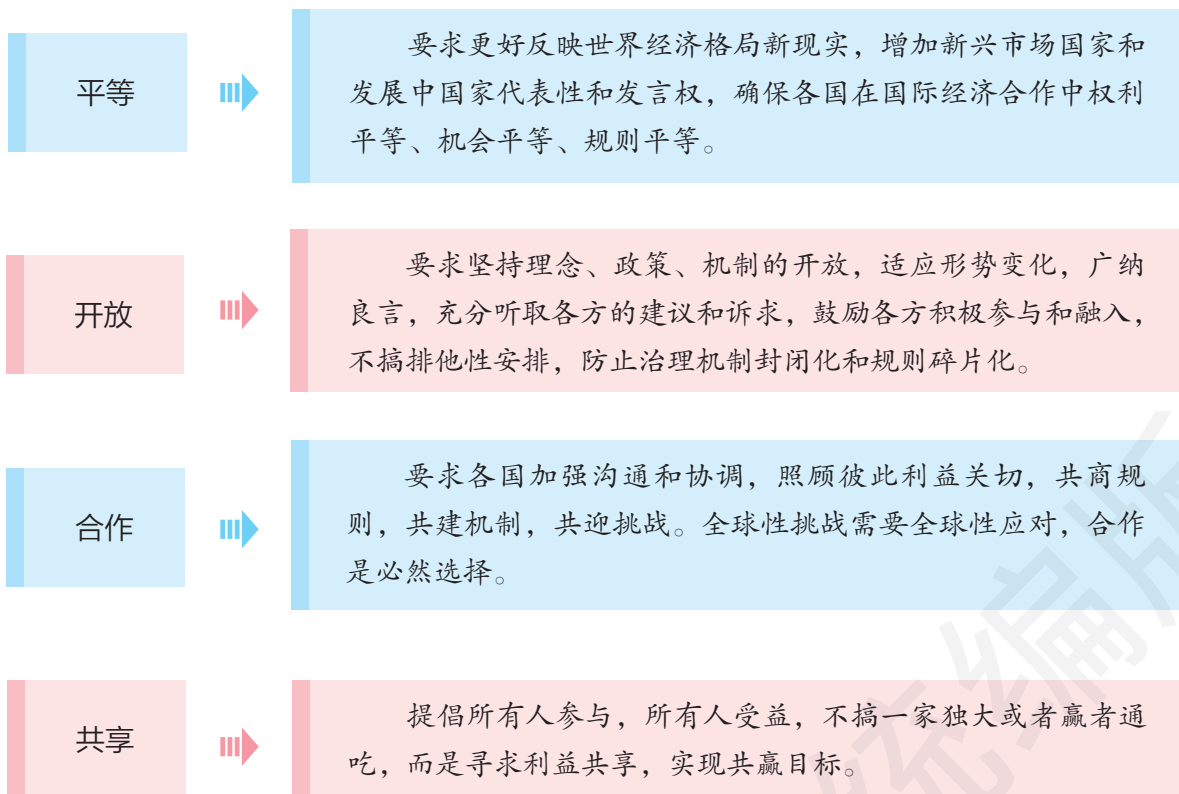 平等
要求更好反映世界经济格局新现实，增加新兴市场国家和
发展中国家代表性和发言权，确保各国在国际经济合作中权利
平等、机会平等、规则平等。
开放
要求坚持理念、政策、机制的开放，适应形势变化，广纳
良言，充分听取各方的建议和诉求，鼓励各方积极参与和融入，
不搞排他性安排，防止治理机制封闭化和规则碎片化。
合作
要求各国加强沟通和协调，照顾彼此利益关切，共商规
则，共建机制，共迎挑战。全球性挑战需要全球性应对，合作
是必然选择。
共享
提倡所有人参与，所有人受益，不搞一家独大或者赢者通
吃，而是寻求利益共享，实现共赢目标。
统编版